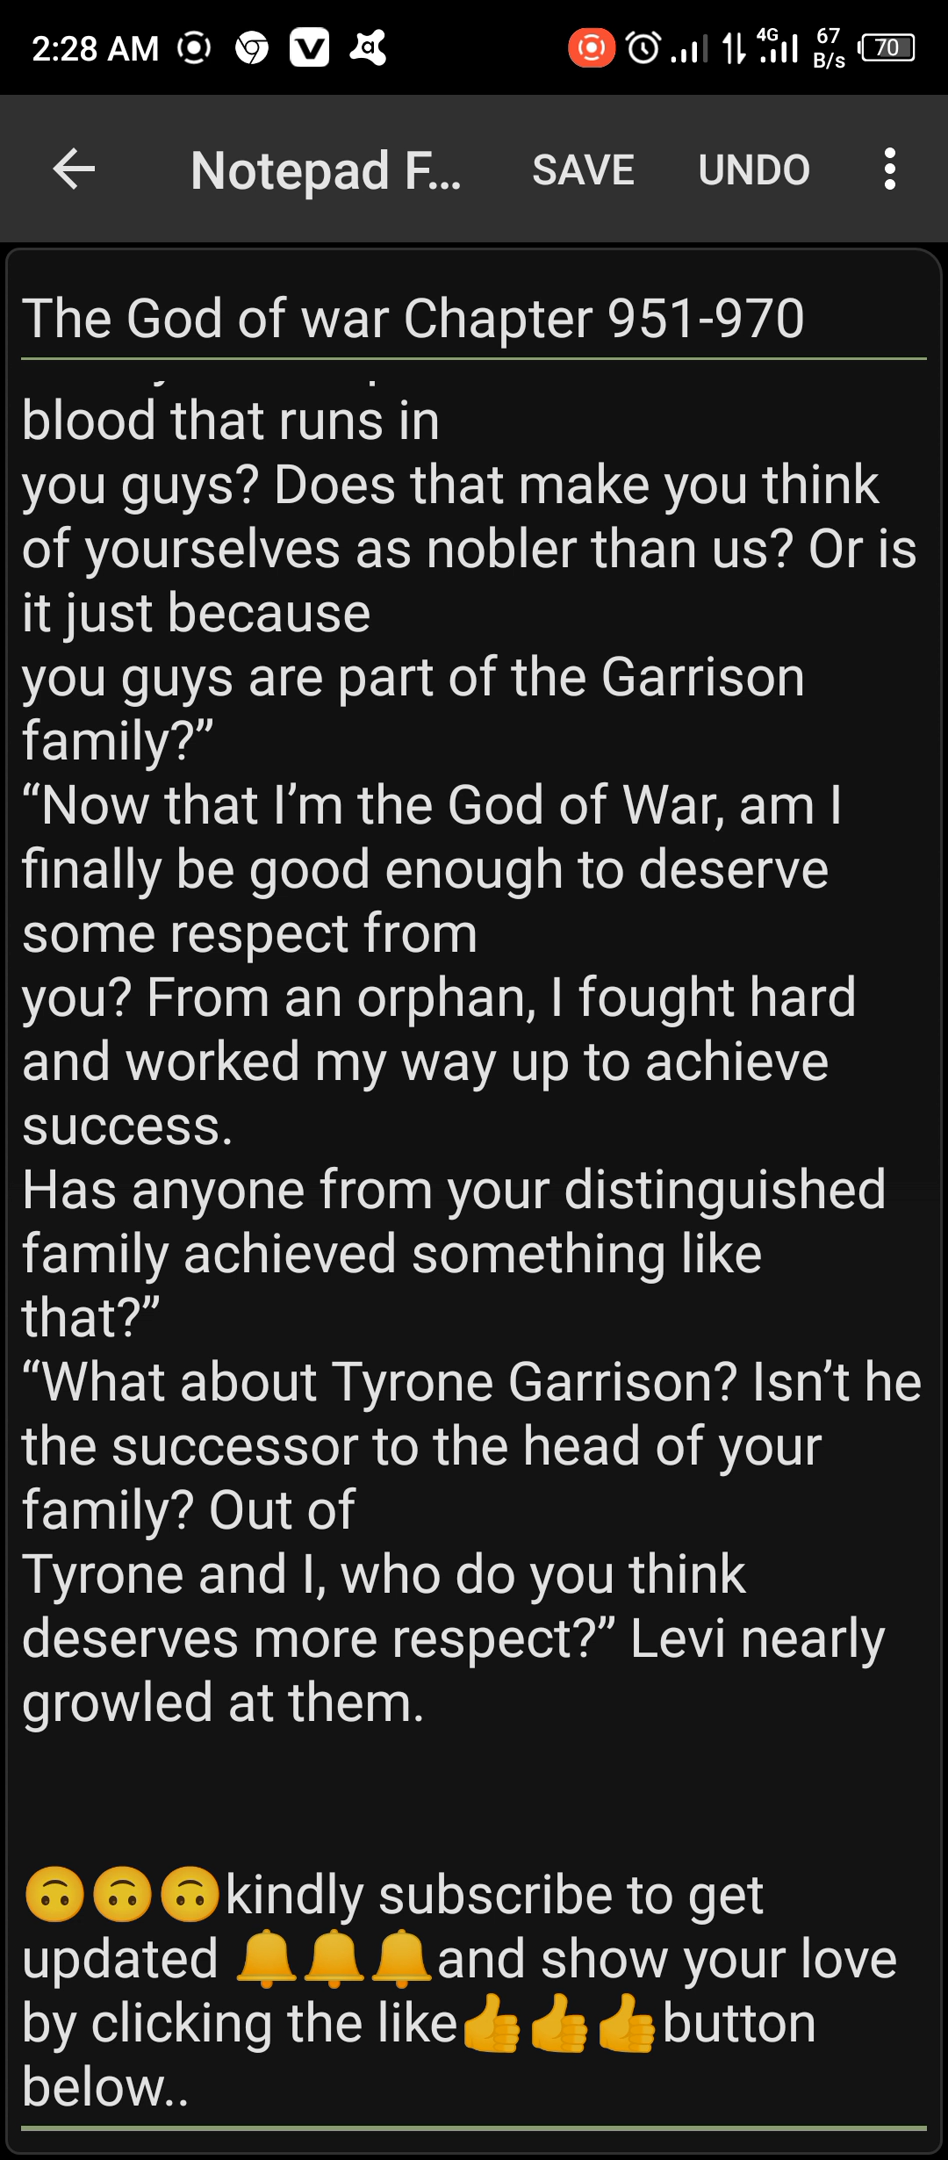 2:28 AM
4G
67
B/s
70
Notepad F...
SAVE
UNDO
The God of war Chapter 951-970
blood that runs in
you guys? Does that make you think
of yourselves as nobler than us? Or is
it just because
you guys are part of the Garrison
family?”
“Now that I’m the God of War, am I
finally be good enough to deserve
some respect from
you? From an orphan, I fought hard
and worked my way up to achieve
success.
Has anyone from your distinguished
family achieved something like
that?”
“What about Tyrone Garrison? Isn’t he
the successor to the head of your
family? Out of
Tyrone and I, who do you think
deserves more respect?” Levi nearly
growled at them.
🙃🙃🙃kindly subscribe to get
updated 🔔🔔🔔and show your love
by clicking the like👍👍👍button
below..